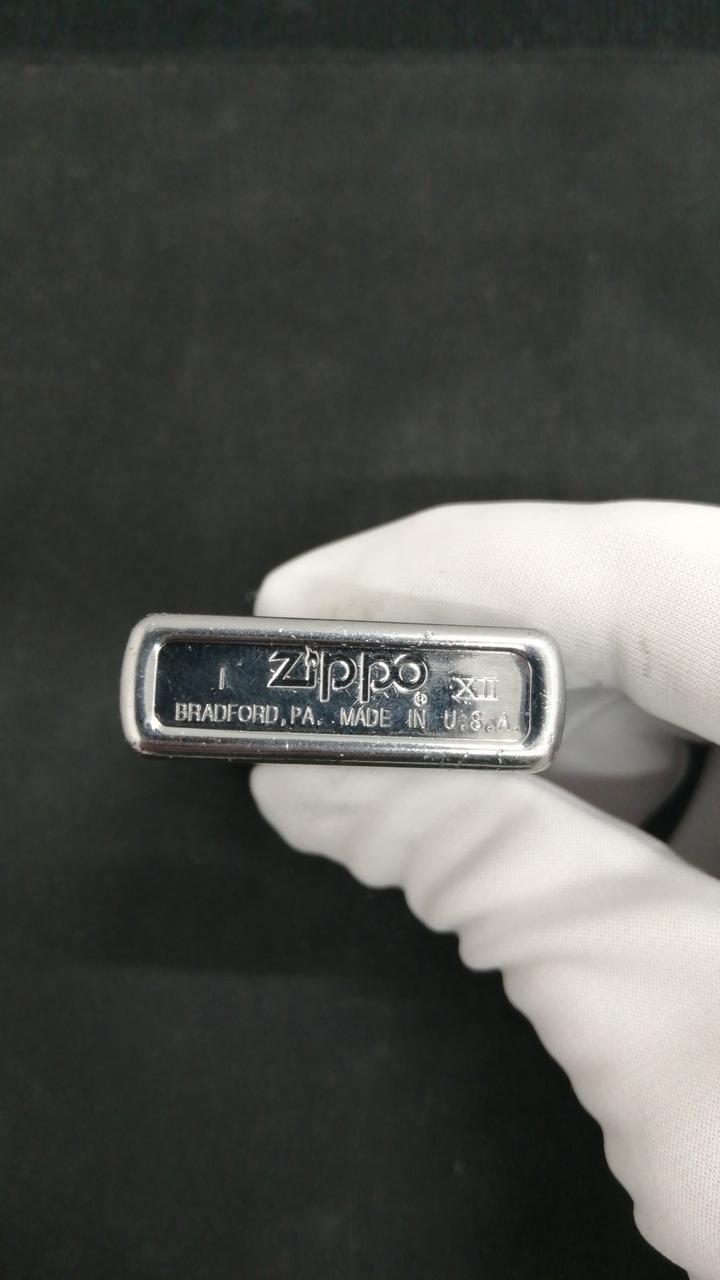 I zippo ® XII
BRADFORD, PA. MADE IN U.S.A.